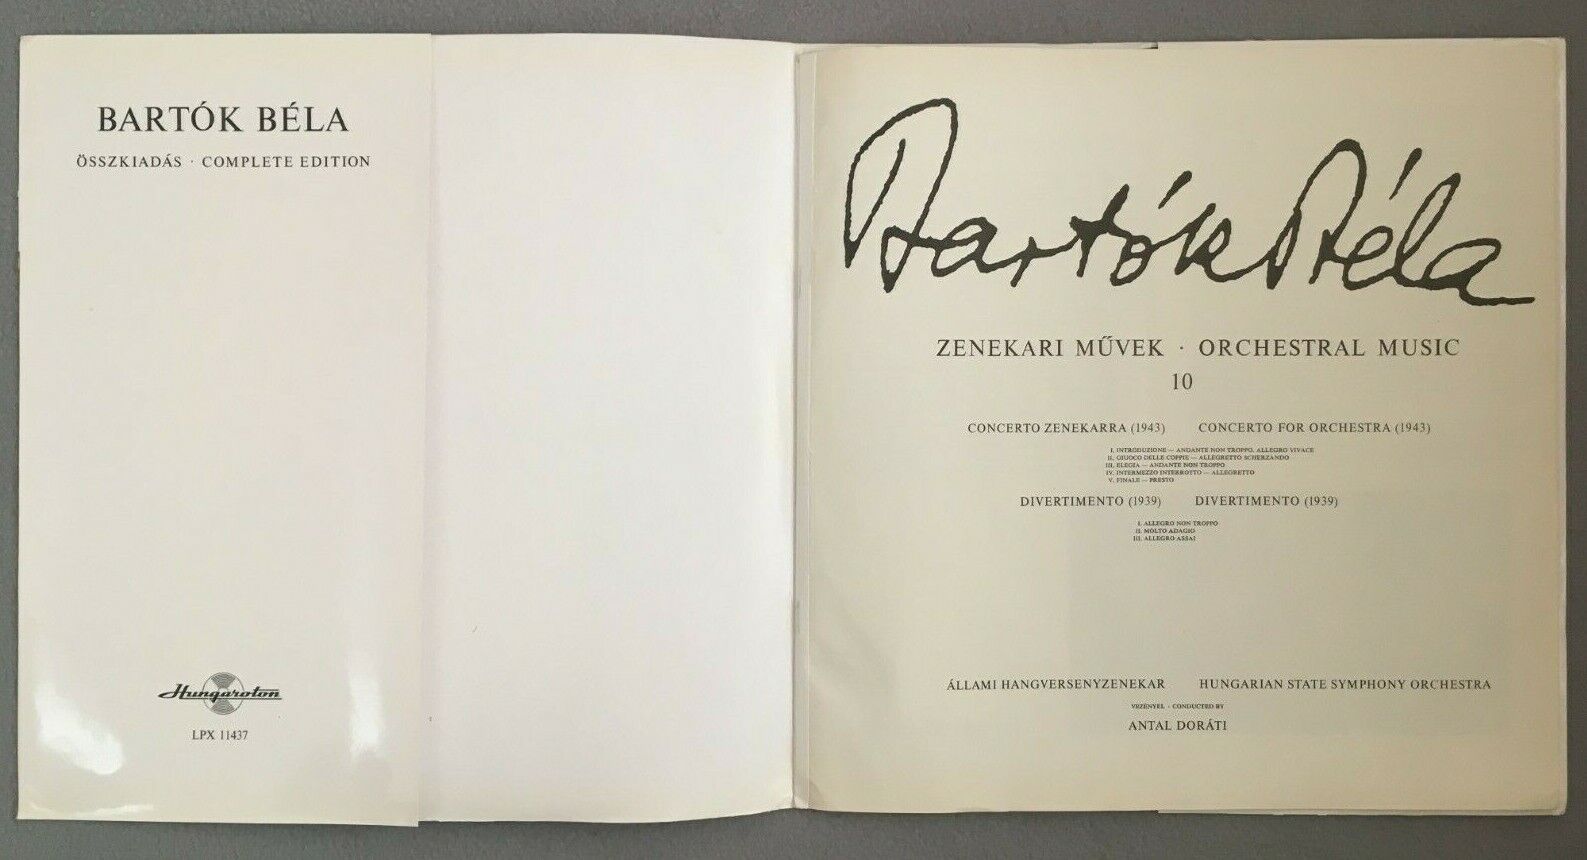 BARTÓK BÉLA
ÖSSZKIADÁS · COMPLETE EDITION
Hungaroton
LPX 11437
Bartók Béla
ZENEKARI MŰVEK · ORCHESTRAL MUSIC
10
CONCERTO ZENEKARRA (1943) CONCERTO FOR ORCHESTRA (1943)
I. INTRODUZIONE — ANDANTE NON TROPPO, ALLEGRO VIVACE
II. GIUOCO DELLE COPPIE — ALLEGRETTO SCHERZANDO
III. ELEGIA — ANDANTE NON TROPPO
IV. INTERMEZZO INTERROTTO — ALLEGRETTO
V. FINALE — PRESTO
DIVERTIMENTO (1939) DIVERTIMENTO (1939)
I. ALLEGRO NON TROPPO
II. MOLTO ADAGIO
III. ALLEGRO ASSAI
ÁLLAMI HANGVERSENYZENEKAR HUNGARIAN STATE SYMPHONY ORCHESTRA
VEZÉNYEL · CONDUCTED BY
ANTAL DORÁTI